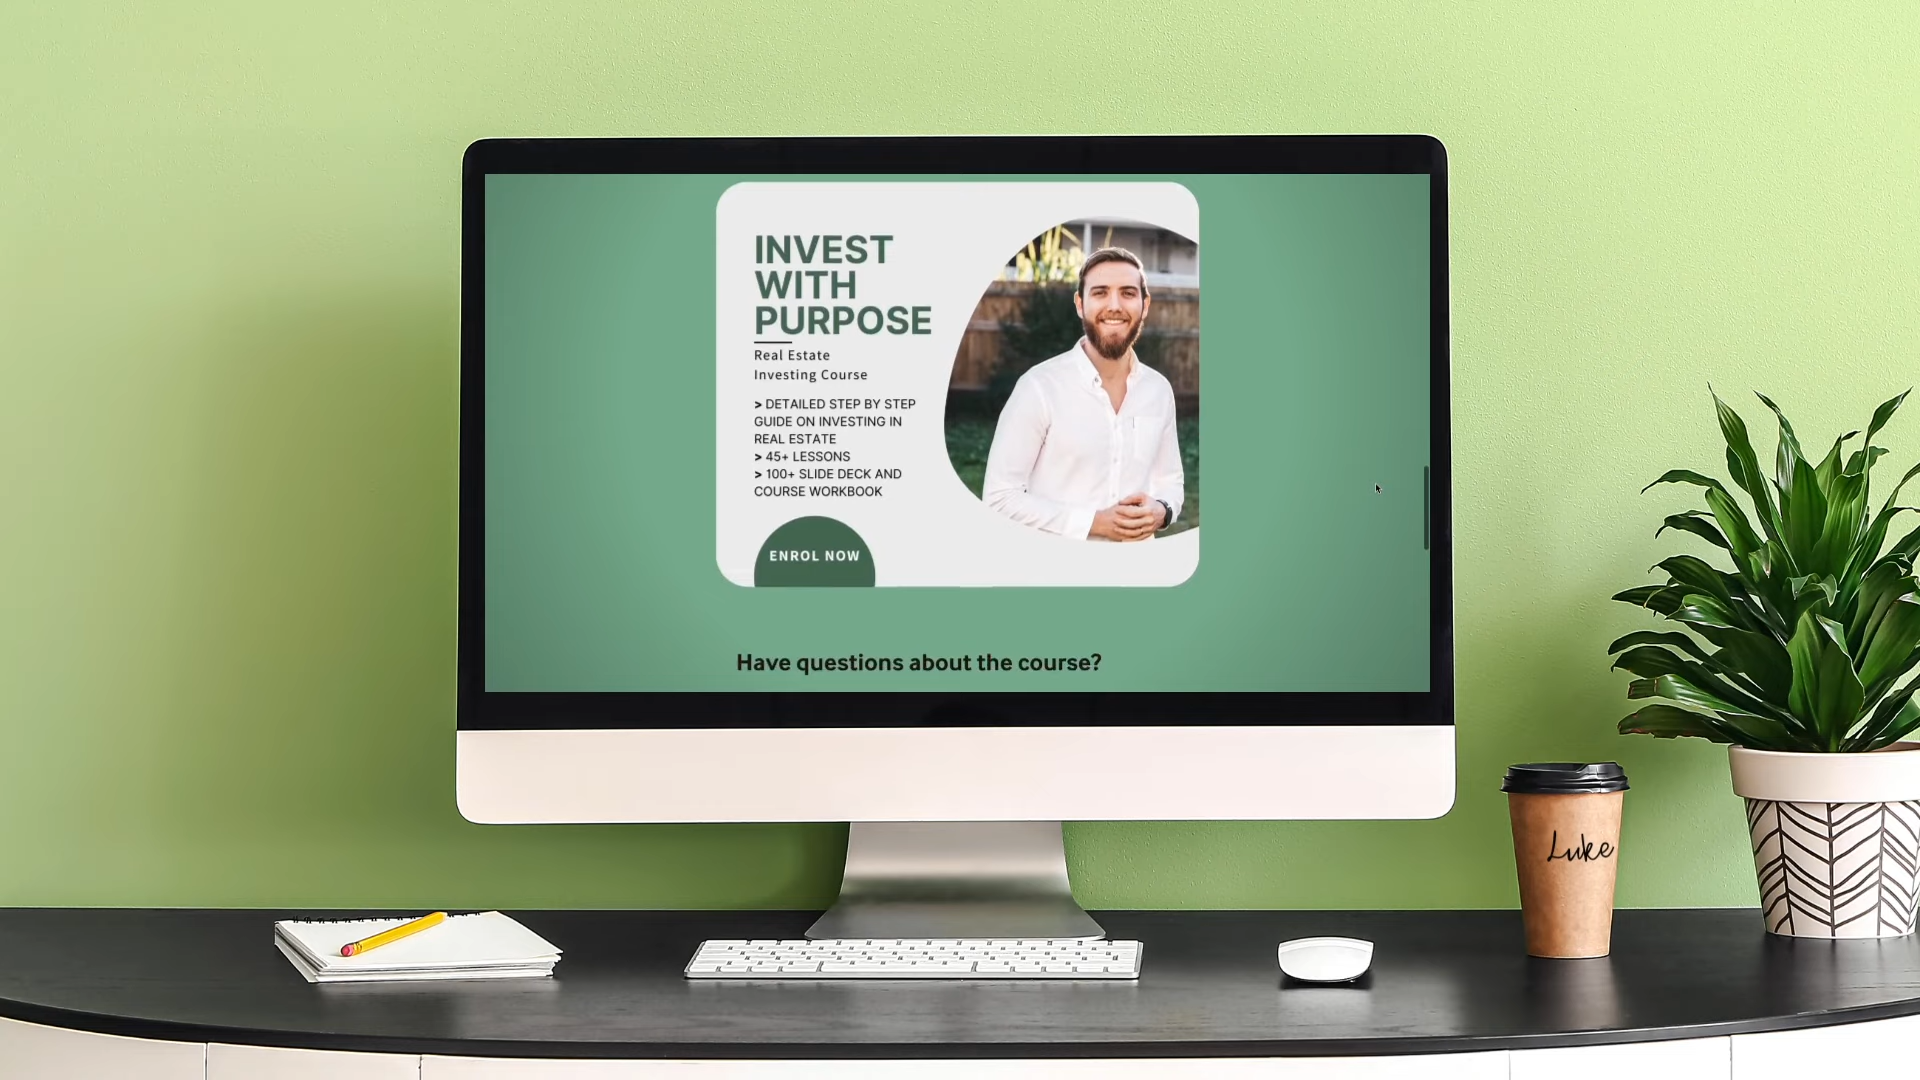 INVEST
WITH
PURPOSE
Real Estate
Investing Course
> DETAILED STEP BY STEP
GUIDE ON INVESTING IN
REAL ESTATE
> 45+ LESSONS
> 100+ SLIDE DECK AND
COURSE WORKBOOK
ENROL NOW
Have questions about the course?
Luke